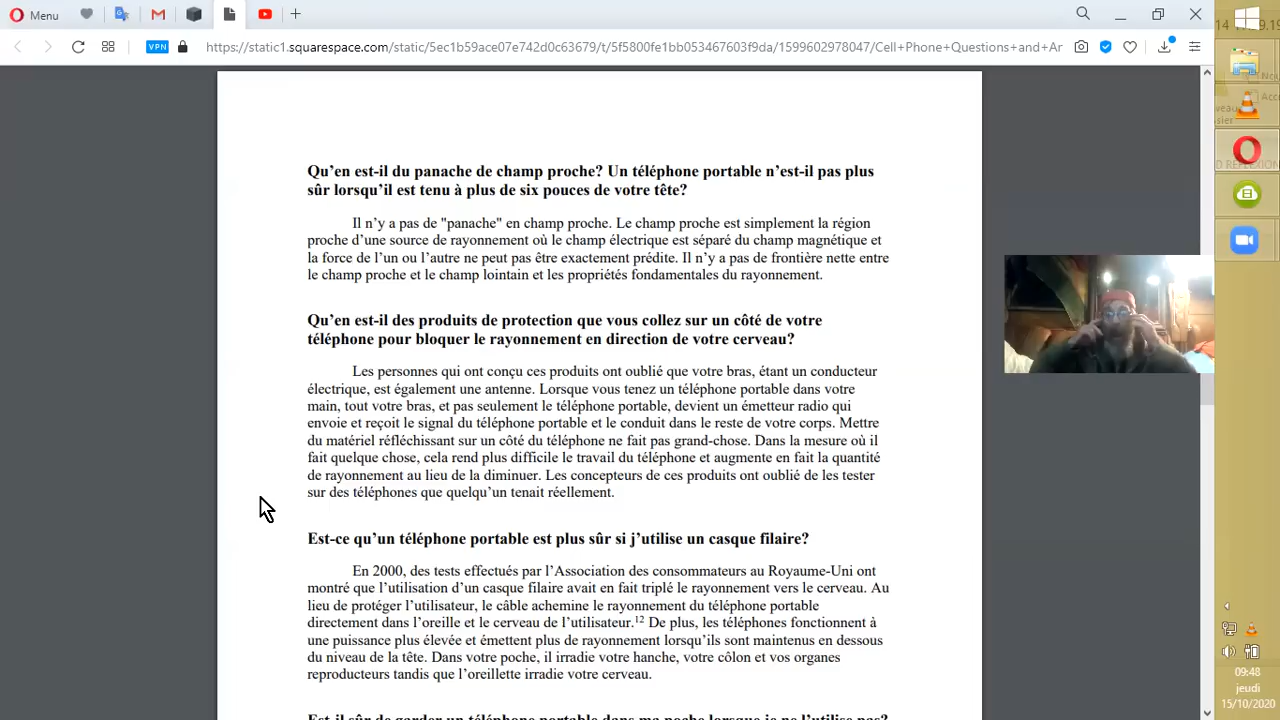 Menu
https://static1.squarespace.com/static/5ec1b59ace07e742d0c63679/t/5f5800fe1bb053467603f9da/1599602978047/Cell+Phone+Questions+and+Ar
VPN
Qu’en est-il du panache de champ proche? Un téléphone portable n’est-il pas plus
sûr lorsqu’il est tenu à plus de six pouces de votre tête?
Il n’y a pas de "panache" en champ proche. Le champ proche est simplement la région
proche d’une source de rayonnement où le champ électrique est séparé du champ magnétique et
la force de l’un ou l’autre ne peut pas être exactement prédite. Il n’y a pas de frontière nette entre
le champ proche et le champ lointain et les propriétés fondamentales du rayonnement.
Qu’en est-il des produits de protection que vous collez sur un côté de votre
téléphone pour bloquer le rayonnement en direction de votre cerveau?
Les personnes qui ont conçu ces produits ont oublié que votre bras, étant un conducteur
électrique, est également une antenne. Lorsque vous tenez un téléphone portable dans votre
main, tout votre bras, et pas seulement le téléphone portable, devient un émetteur radio qui
envoie et reçoit le signal du téléphone portable et le conduit dans le reste de votre corps. Mettre
du matériel réfléchissant sur un côté du téléphone ne fait pas grand-chose. Dans la mesure où il
fait quelque chose, cela rend plus difficile le travail du téléphone et augmente en fait la quantité
de rayonnement au lieu de la diminuer. Les concepteurs de ces produits ont oublié de les tester
sur des téléphones que quelqu’un tenait réellement.
Est-ce qu’un téléphone portable est plus sûr si j’utilise un casque filaire?
En 2000, des tests effectués par l’Association des consommateurs au Royaume-Uni ont
montré que l’utilisation d’un casque filaire avait en fait triplé le rayonnement vers le cerveau. Au
lieu de protéger l’utilisateur, le câble achemine le rayonnement du téléphone portable
directement dans l’oreille et le cerveau de l’utilisateur.¹² De plus, les téléphones fonctionnent à
une puissance plus élevée et émettent plus de rayonnement lorsqu’ils sont maintenus en dessous
du niveau de la tête. Dans votre poche, il irradie votre hanche, votre côlon et vos organes
reproducteurs tandis que l’oreillette irradie votre cerveau.
Est-il sûr de garder un téléphone portable dans ma poche lorsque je ne l’utilise pas?
09:48
jeudi
15/10/2020